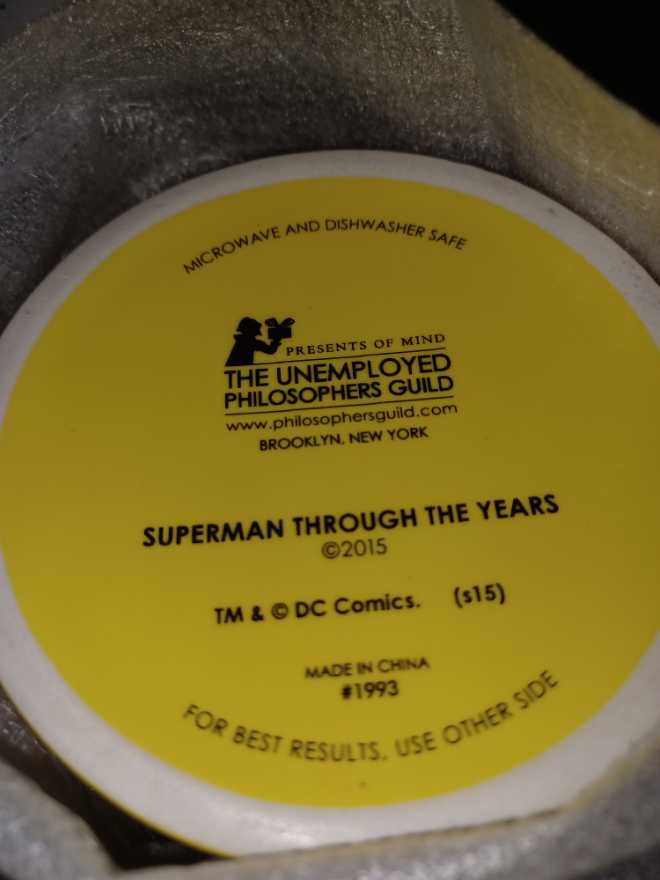 MICROWAVE AND DISHWASHER SAFE
PRESENTS OF MIND
THE UNEMPLOYED
PHILOSOPHERS GUILD
www.philosophersguild.com
BROOKLYN, NEW YORK
SUPERMAN THROUGH THE YEARS
©2015
TM & © DC Comics. (s15)
MADE IN CHINA
#1993
FOR BEST RESULTS, USE OTHER SIDE